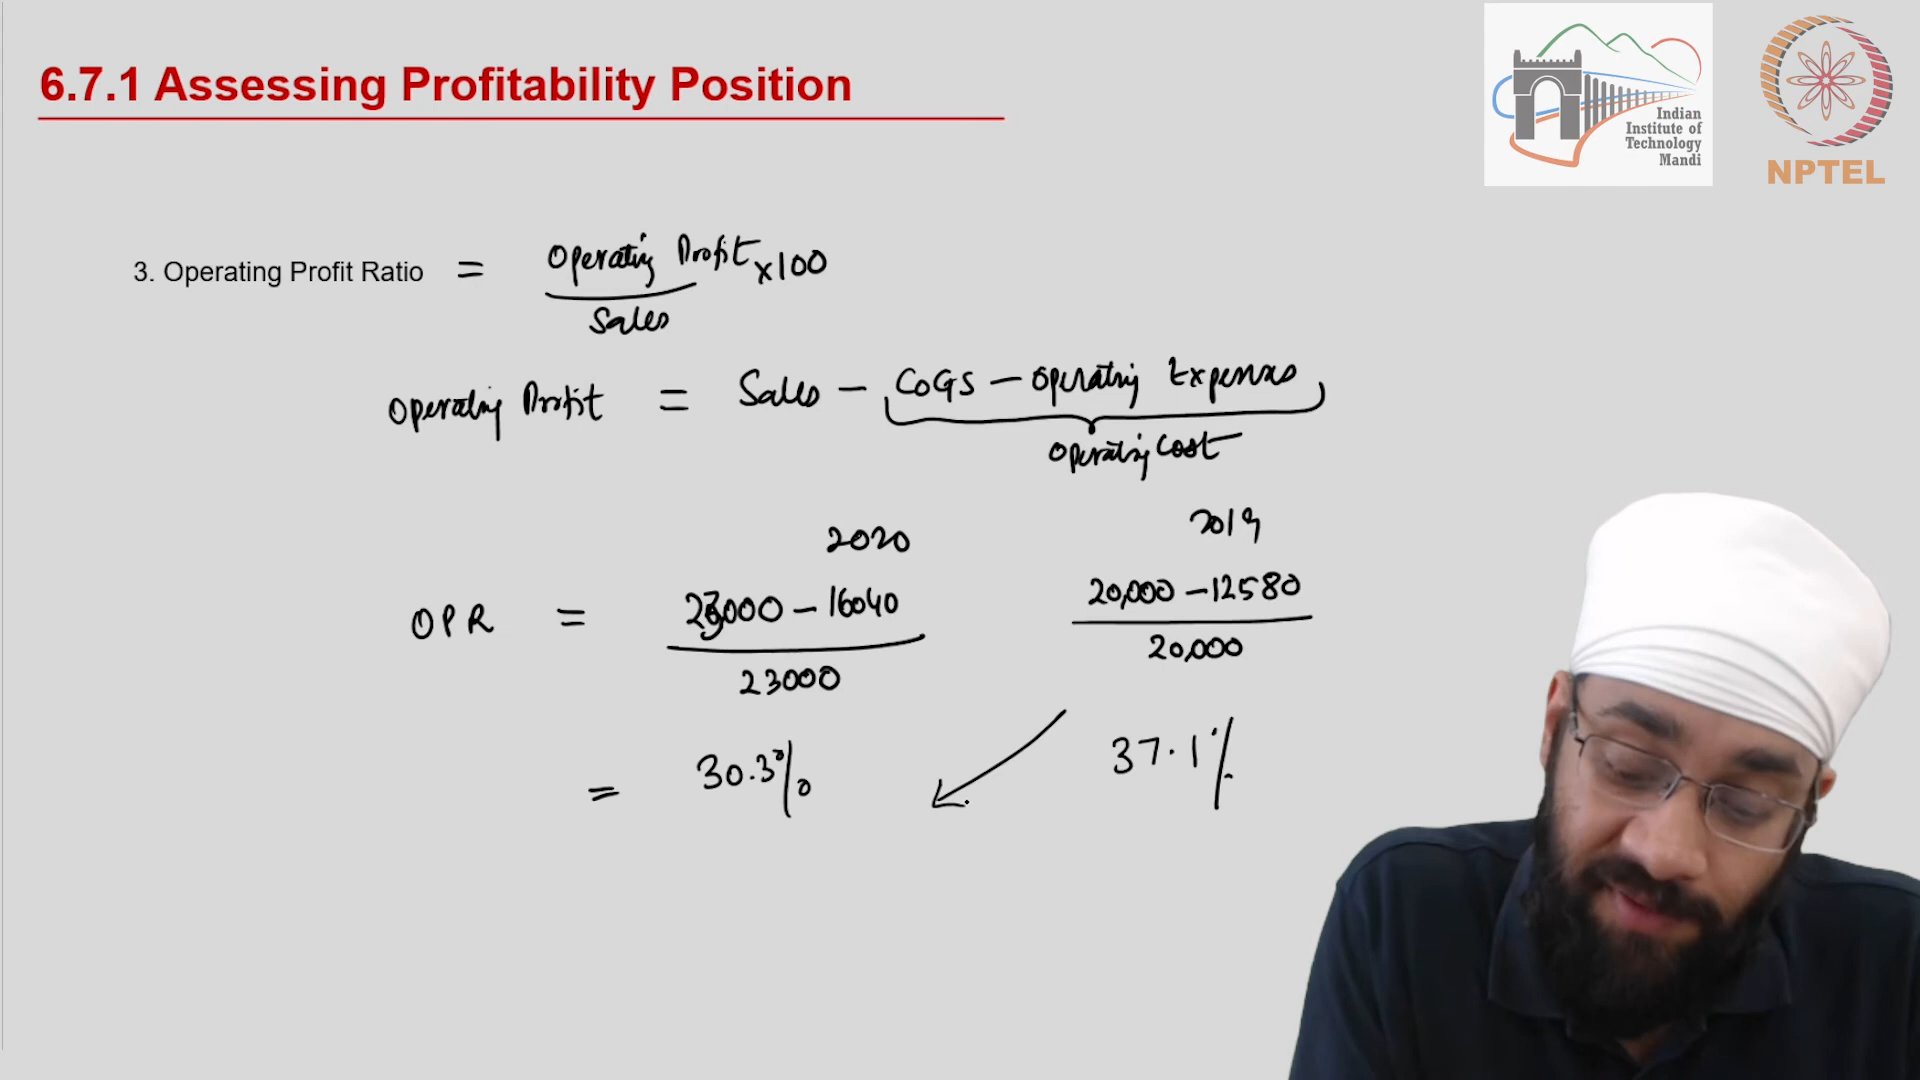 6.7.1 Assessing Profitability Position
Indian
Institute of
Technology
Mandi
NPTEL
3. Operating Profit Ratio = Operating Profit x100
Sales
Operating Profit = Sales - COGS - Operating Expenses
Operating Cost
2020 2019
OPR = 23000 - 16040 20,000 - 12580
23000 20,000
= 30.3% 37.1%